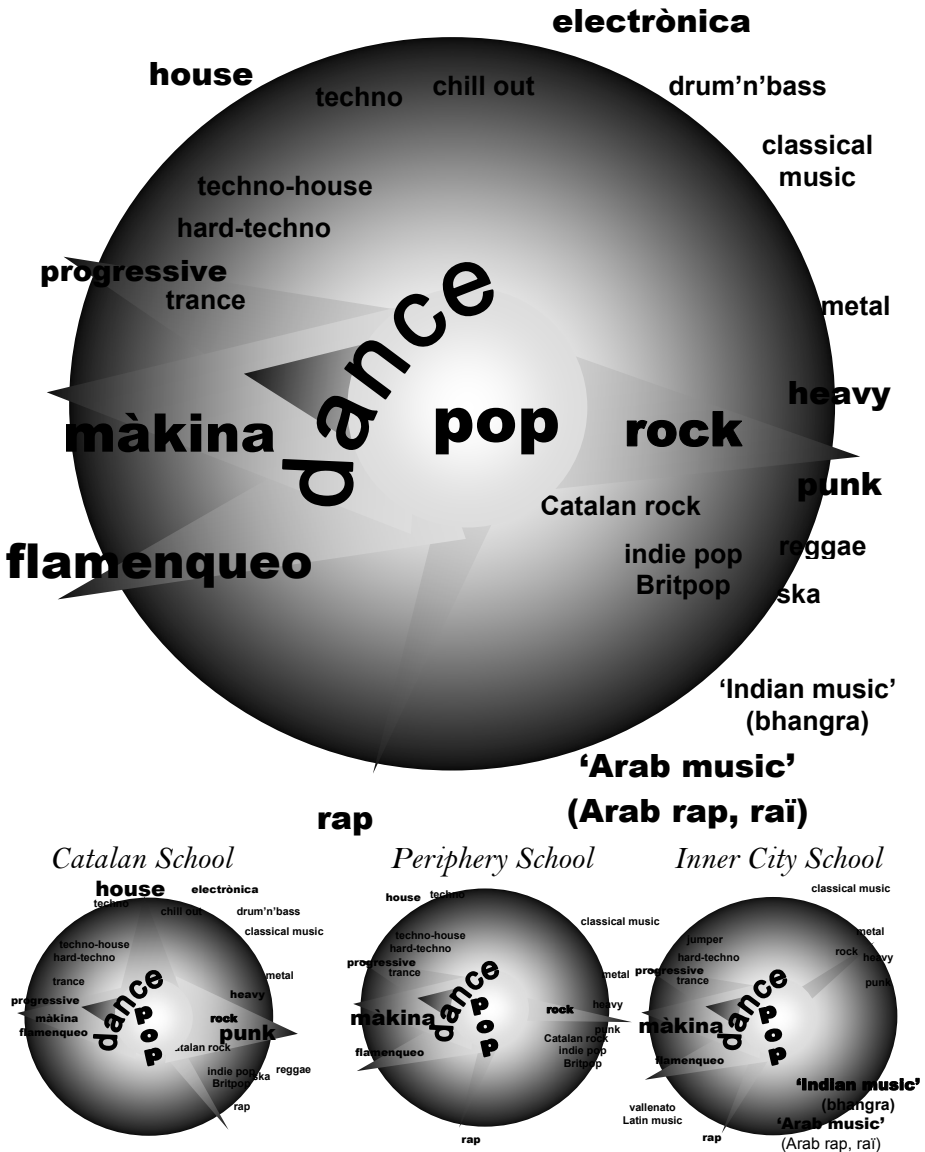 electrònica
house
techno
chill out
drum’n’bass
classical
music
techno-house
hard-techno
progressive
trance
dance
metal
heavy
màkina
pop
rock
punk
Catalan rock
flamenqueo
indie pop
Britpop
reggae
ska
‘Indian music’
(bhangra)
‘Arab music’
(Arab rap, raï)
rap
Catalan School
house
electrònica
techno
chill out
drum’n’bass
classical music
techno-house
hard-techno
trance
metal
progressive
dance
heavy
màkina
pop
rock
flamenqueo
punk
atalan rock
indie pop
Britpop
ska
reggae
rap
Periphery School
house
techno
classical music
techno-house
hard-techno
progressive
trance
metal
dance
pop
rock
heavy
màkina
punk
Catalan rock
flamenqueo
indie pop
Britpop
rap
Inner City School
classical music
jumper
metal
hard-techno
rock
heavy
progressive
trance
punk
dance
màkina
pop
flamenqueo
‘Indian music’
(bhangra)
vallenato
Latin music
‘Arab music’
rap
(Arab rap, raï)